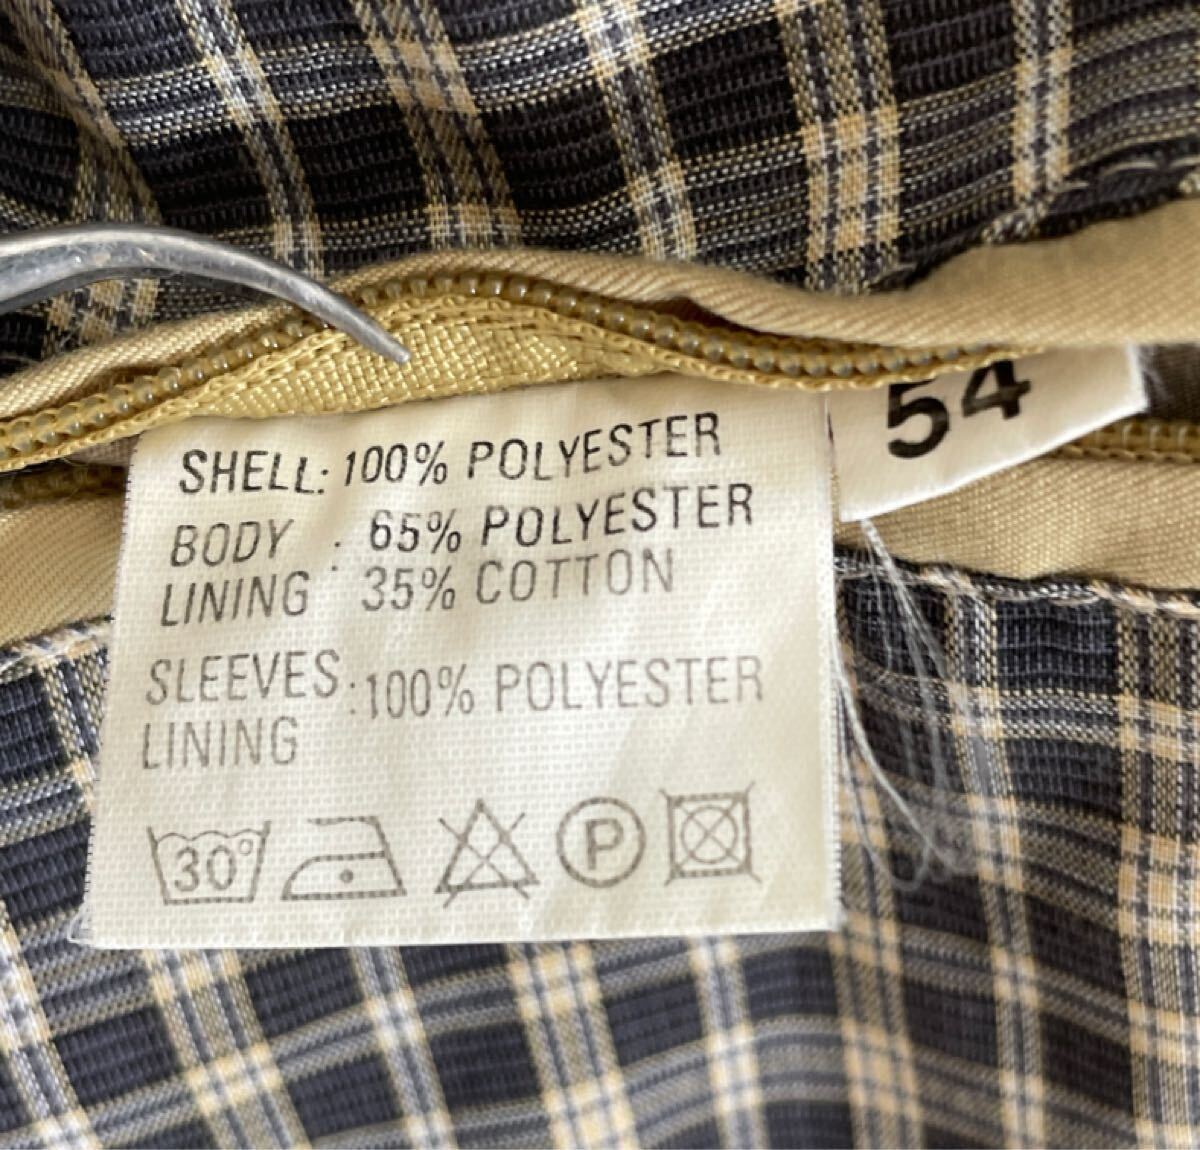 54
SHELL: 100% POLYESTER
BODY : 65% POLYESTER
LINING 35% COTTON
SLEEVES : 100% POLYESTER
LINING
30° P